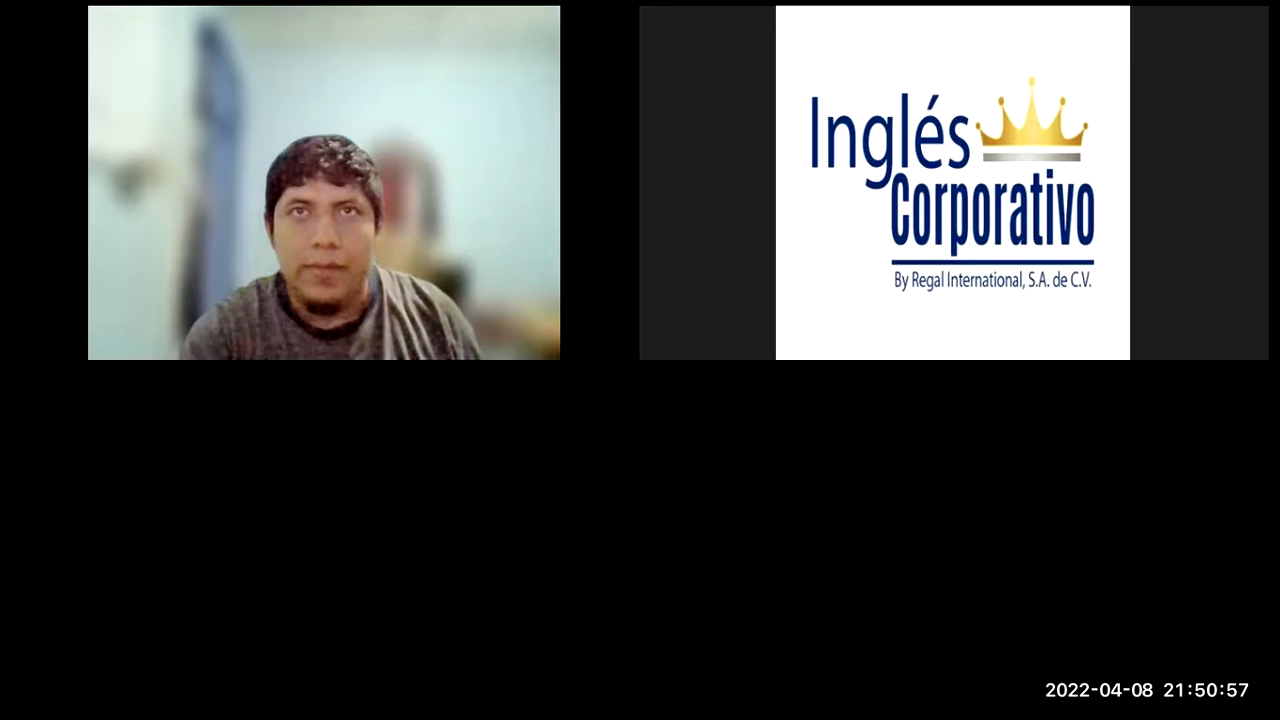 Inglés
Corporativo
By Regal International, S.A. de C.V.
2022-04-08 21:50:57